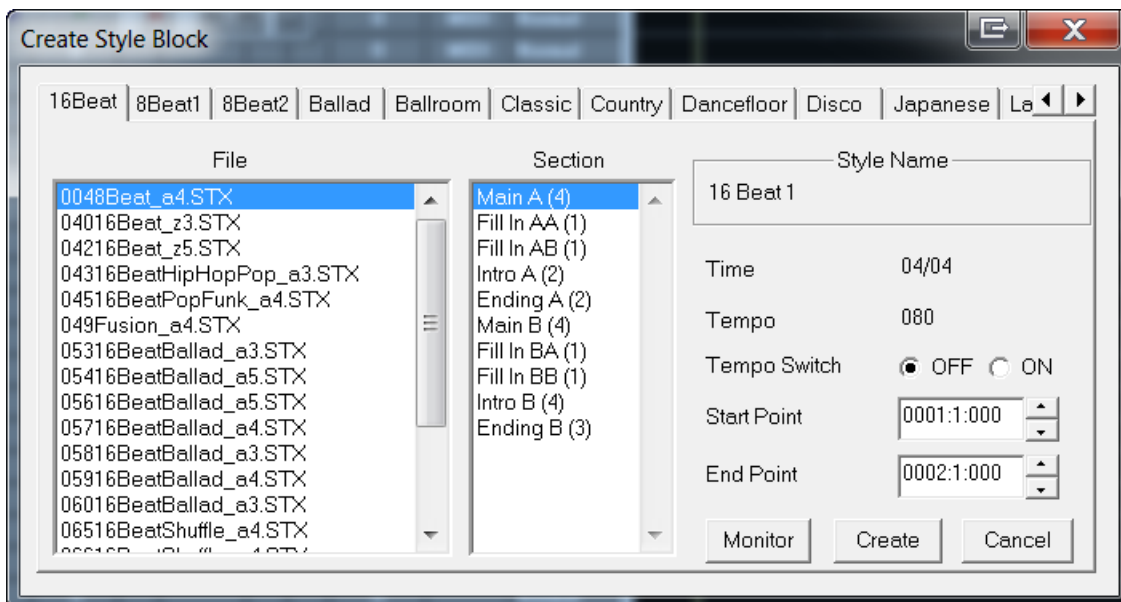 Create Style Block
16Beat 8Beat1 8Beat2 Ballad Ballroom Classic Country Dancefloor Disco Japanese
File
0048Beat_a4.STX
04016Beat_z3.STX
04216Beat_z5.STX
04316BeatHipHopPop_a3.STX
04516BeatPopFunk_a4.STX
049Fusion_a4.STX
05316BeatBallad_a3.STX
05416BeatBallad_a5.STX
05616BeatBallad_a5.STX
05716BeatBallad_a4.STX
05816BeatBallad_a3.STX
05916BeatBallad_a4.STX
06016BeatBallad_a3.STX
06516BeatShuffle_a4.STX
Section
Main A (4)
Fill In AA (1)
Fill In AB (1)
Intro A (2)
Ending A (2)
Main B (4)
Fill In BA (1)
Fill In BB (1)
Intro B (4)
Ending B (3)
Style Name
16 Beat 1
Time 04/04
Tempo 080
Tempo Switch OFF ON
Start Point 0001:1:000
End Point 0002:1:000
Monitor Create Cancel